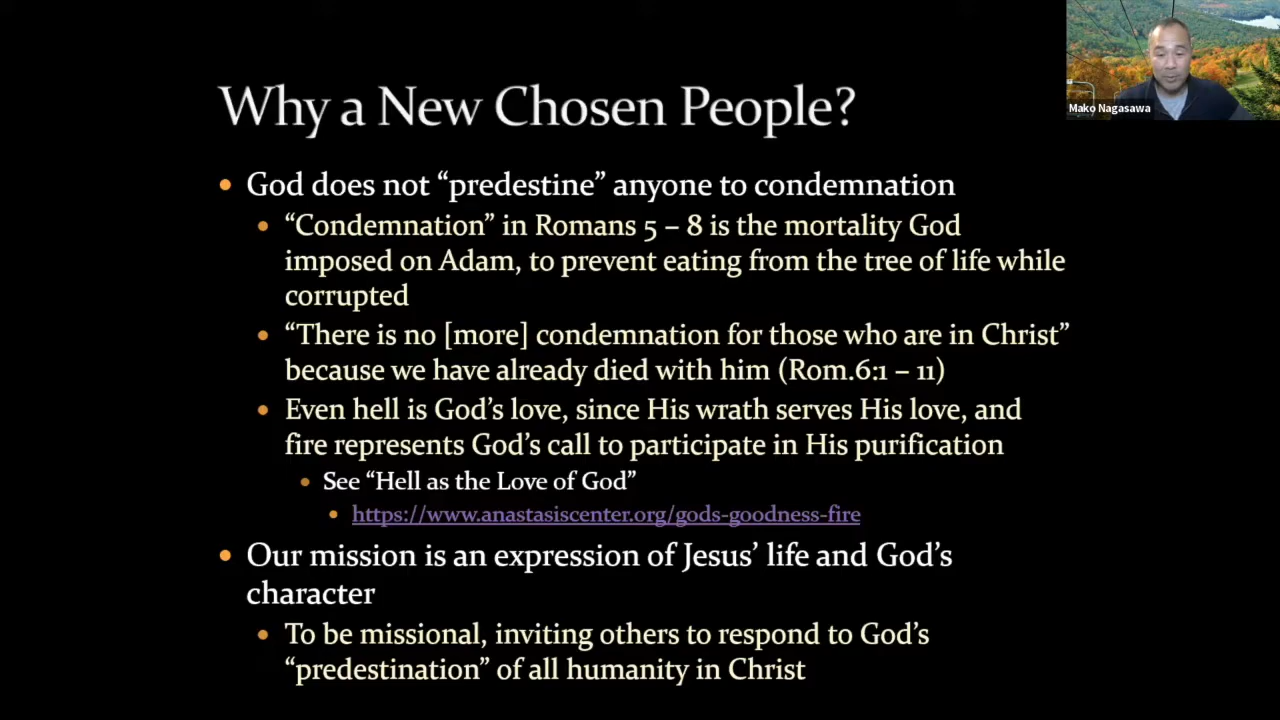 Why a New Chosen People?
Mako Nagasawa
• God does not “predestine” anyone to condemnation
• “Condemnation” in Romans 5 – 8 is the mortality God
imposed on Adam, to prevent eating from the tree of life while
corrupted
• “There is no [more] condemnation for those who are in Christ”
because we have already died with him (Rom.6:1 – 11)
• Even hell is God’s love, since His wrath serves His love, and
fire represents God’s call to participate in His purification
• See “Hell as the Love of God”
• https://www.anastasiscenter.org/gods-goodness-fire
• Our mission is an expression of Jesus’ life and God’s
character
• To be missional, inviting others to respond to God’s
“predestination” of all humanity in Christ